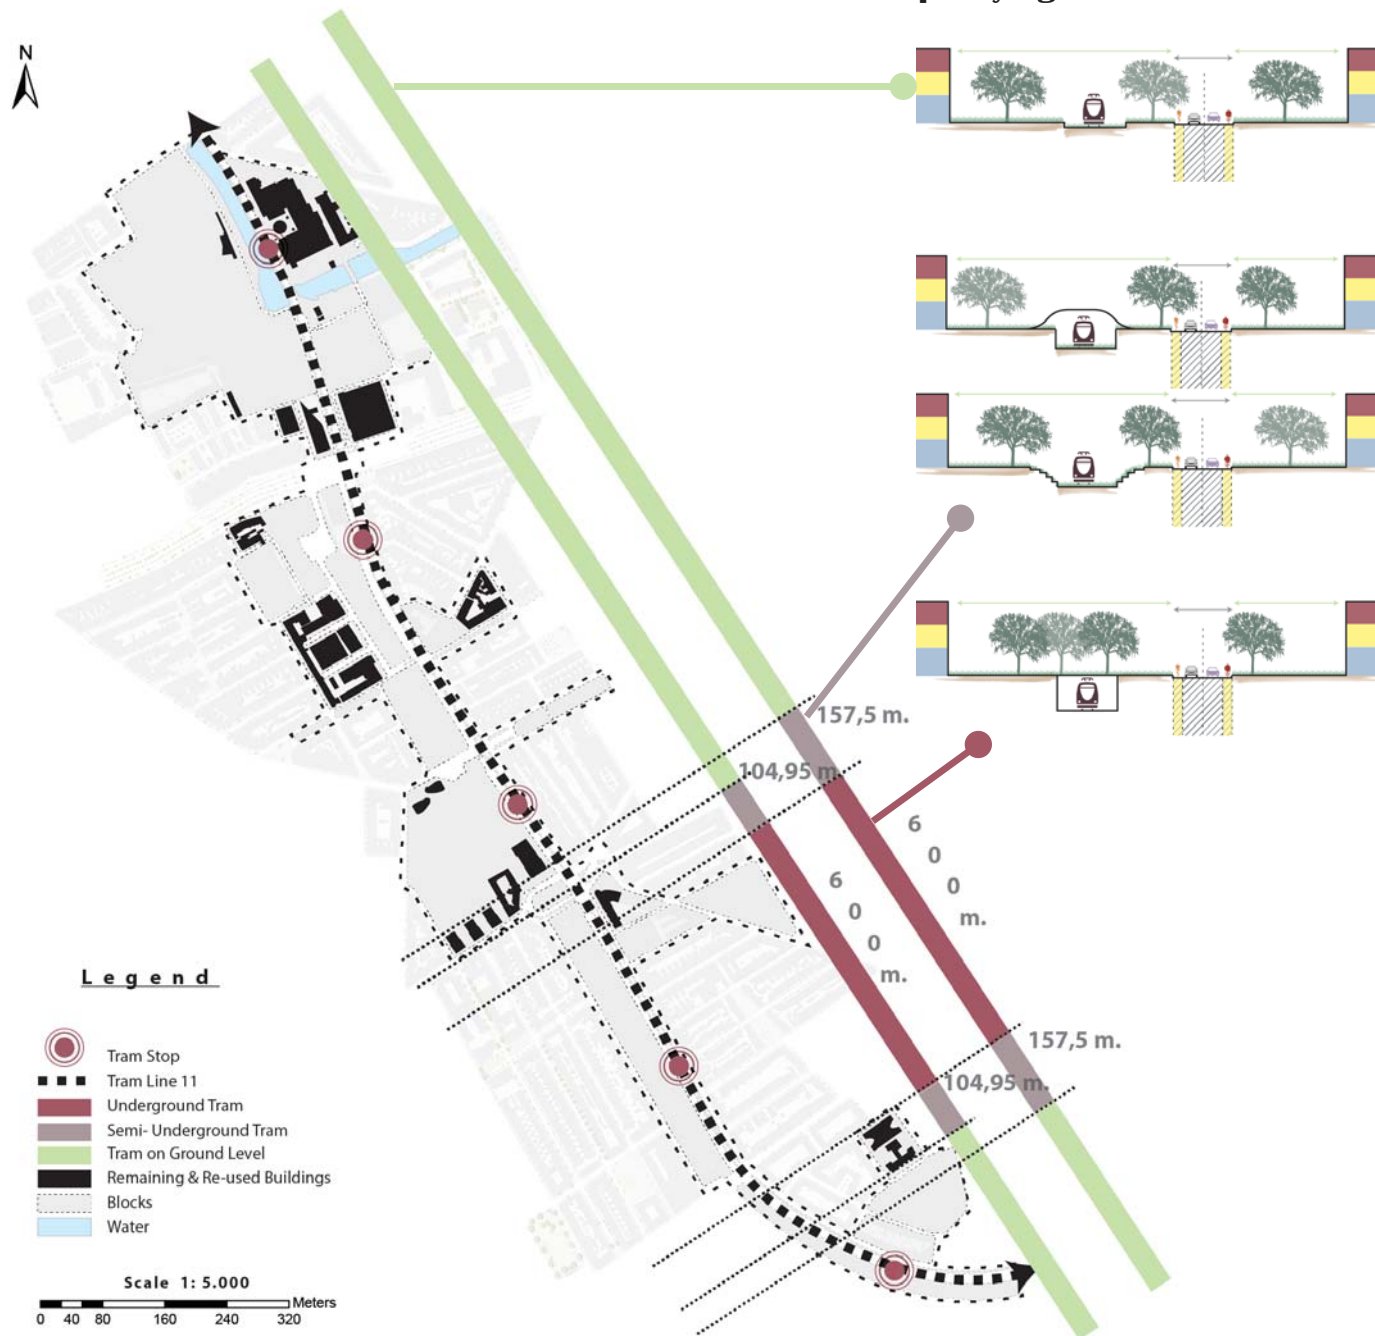 N
157,5 m.
104,95 m
6
0
0
m.
6
0
0
m.
157,5 m.
104,95 m.
Legend
Tram Stop
Tram Line 11
Underground Tram
Semi- Underground Tram
Tram on Ground Level
Remaining & Re-used Buildings
Blocks
Water
Scale 1: 5.000
Meters
0 40 80 160 240 320